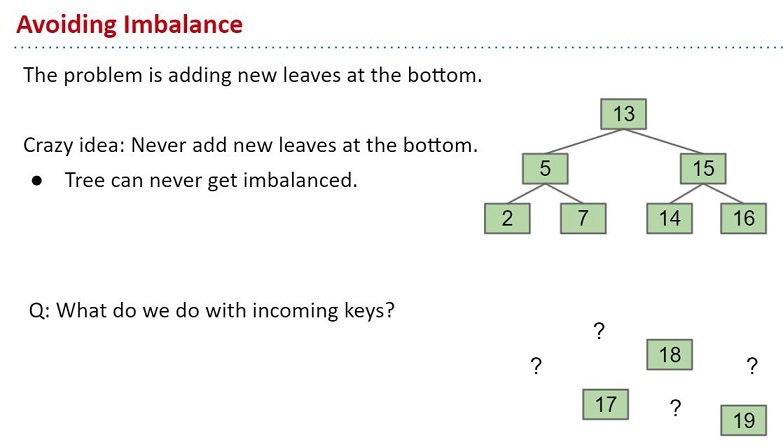 Avoiding Imbalance
The problem is adding new leaves at the bottom.
Crazy idea: Never add new leaves at the bottom.
● Tree can never get imbalanced.
13
5 15
2 7 14 16
Q: What do we do with incoming keys?
?
18
? ?
17 ?
19